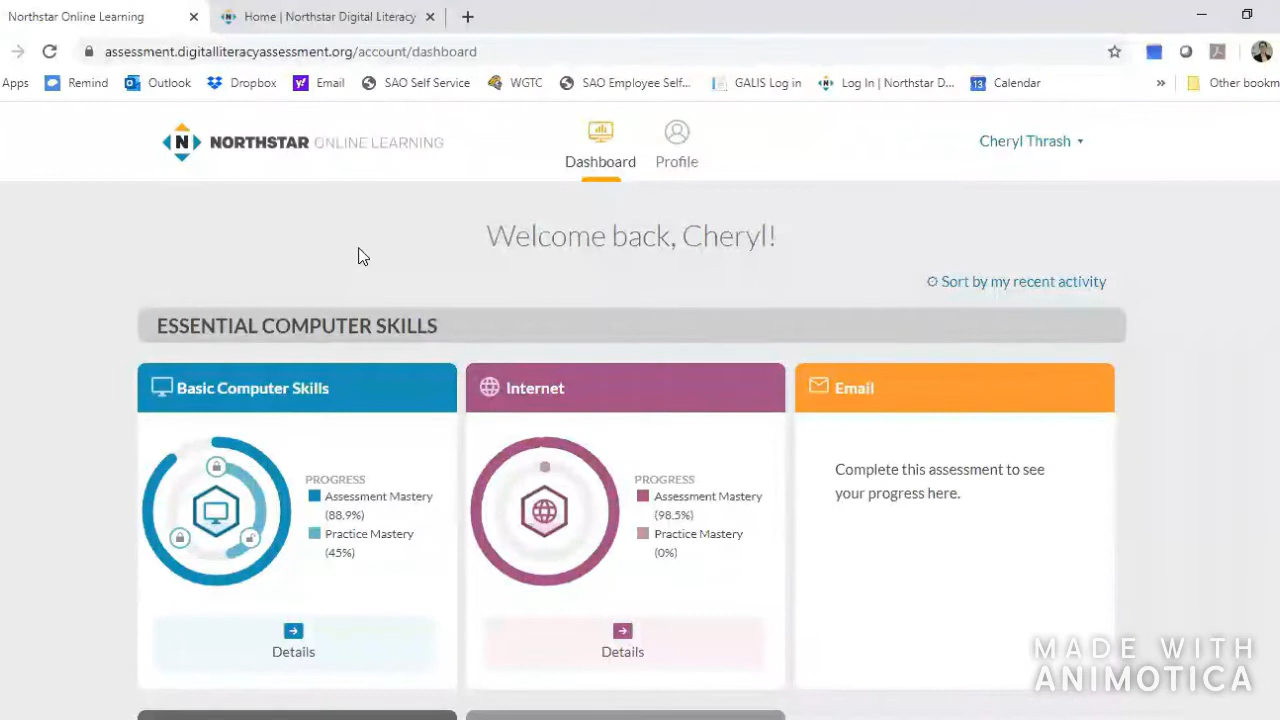 Northstar Online Learning
Home | Northstar Digital Literacy
assessment.digitalliteracyassessment.org/account/dashboard
Apps Remind Outlook Dropbox Email SAO Self Service WGTC SAO Employee Self... GALIS Log in Log In | Northstar D... 13 Calendar » Other bookm
N NORTHSTAR ONLINE LEARNING
Dashboard Profile
Cheryl Thrash
Welcome back, Cheryl!
Sort by my recent activity
ESSENTIAL COMPUTER SKILLS
Basic Computer Skills
PROGRESS
Assessment Mastery
(88.9%)
Practice Mastery
(45%)
Details
Internet
PROGRESS
Assessment Mastery
(98.5%)
Practice Mastery
(0%)
Details
Email
Complete this assessment to see
your progress here.
MADE WITH
ANIMOTICA